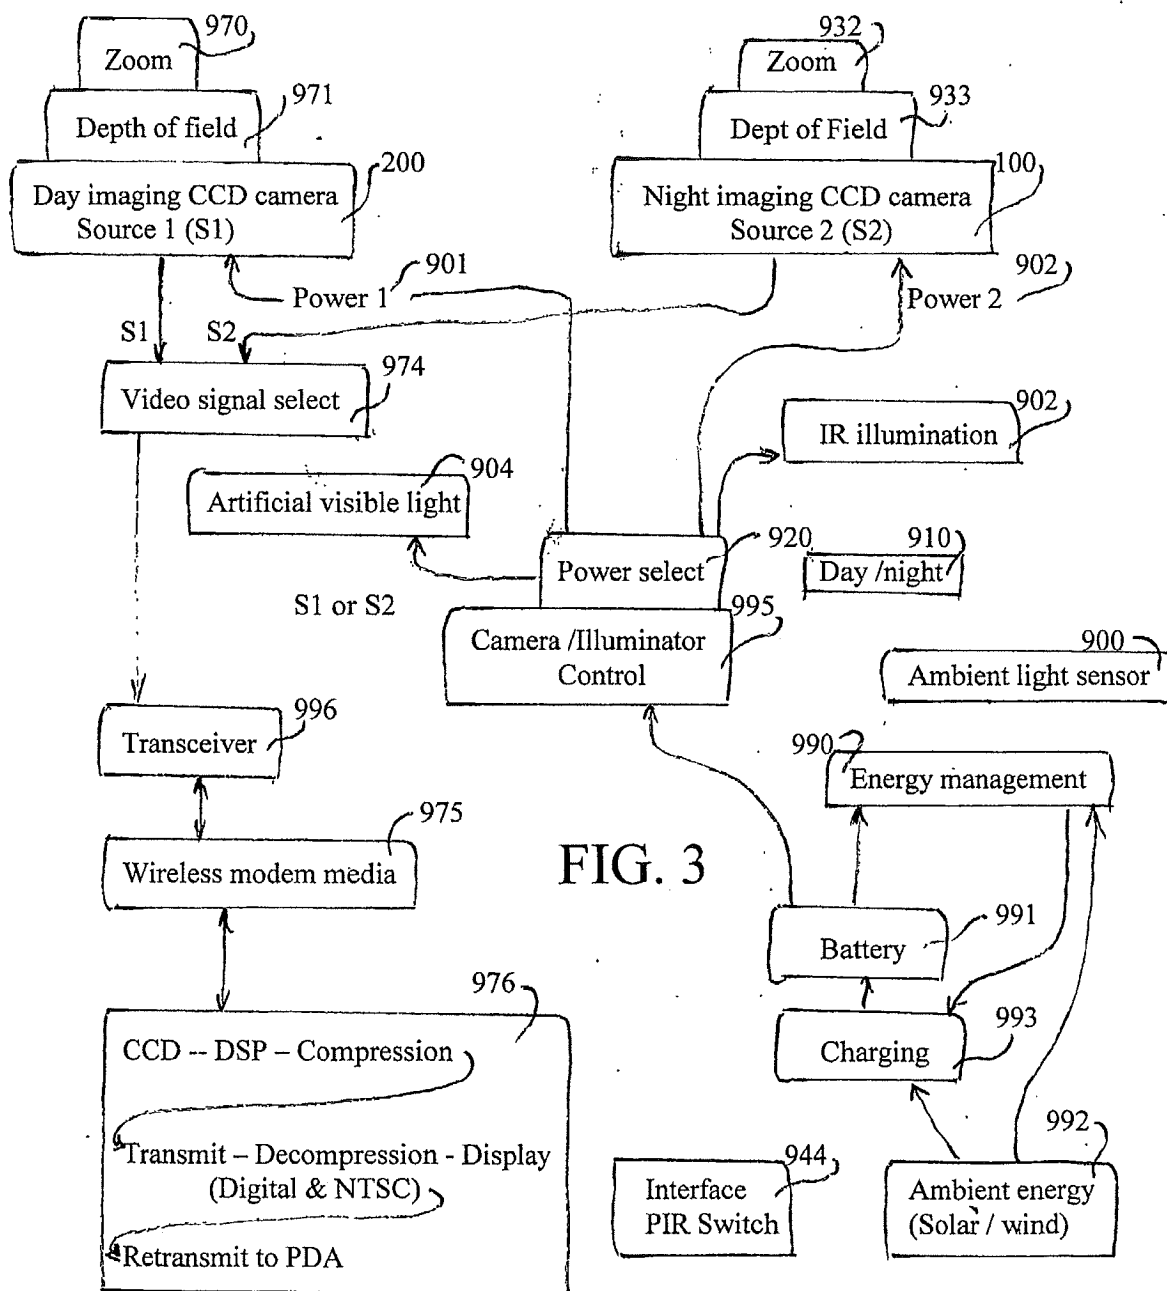 970
Zoom
971
Depth of field
200
Day imaging CCD camera
Source 1 (S1)
932
Zoom
933
Dept of Field
100
Night imaging CCD camera
Source 2 (S2)
901
Power 1
902
Power 2
S1
S2
974
Video signal select
902
IR illumination
904
Artificial visible light
920
Power select
910
Day /night
S1 or S2
995
Camera /Illuminator
Control
900
Ambient light sensor
996
Transceiver
990
Energy management
975
Wireless modem media
FIG. 3
991
Battery
976
CCD -- DSP – Compression
Transmit – Decompression - Display
(Digital & NTSC)
Retransmit to PDA
993
Charging
944
Interface
PIR Switch
992
Ambient energy
(Solar / wind)